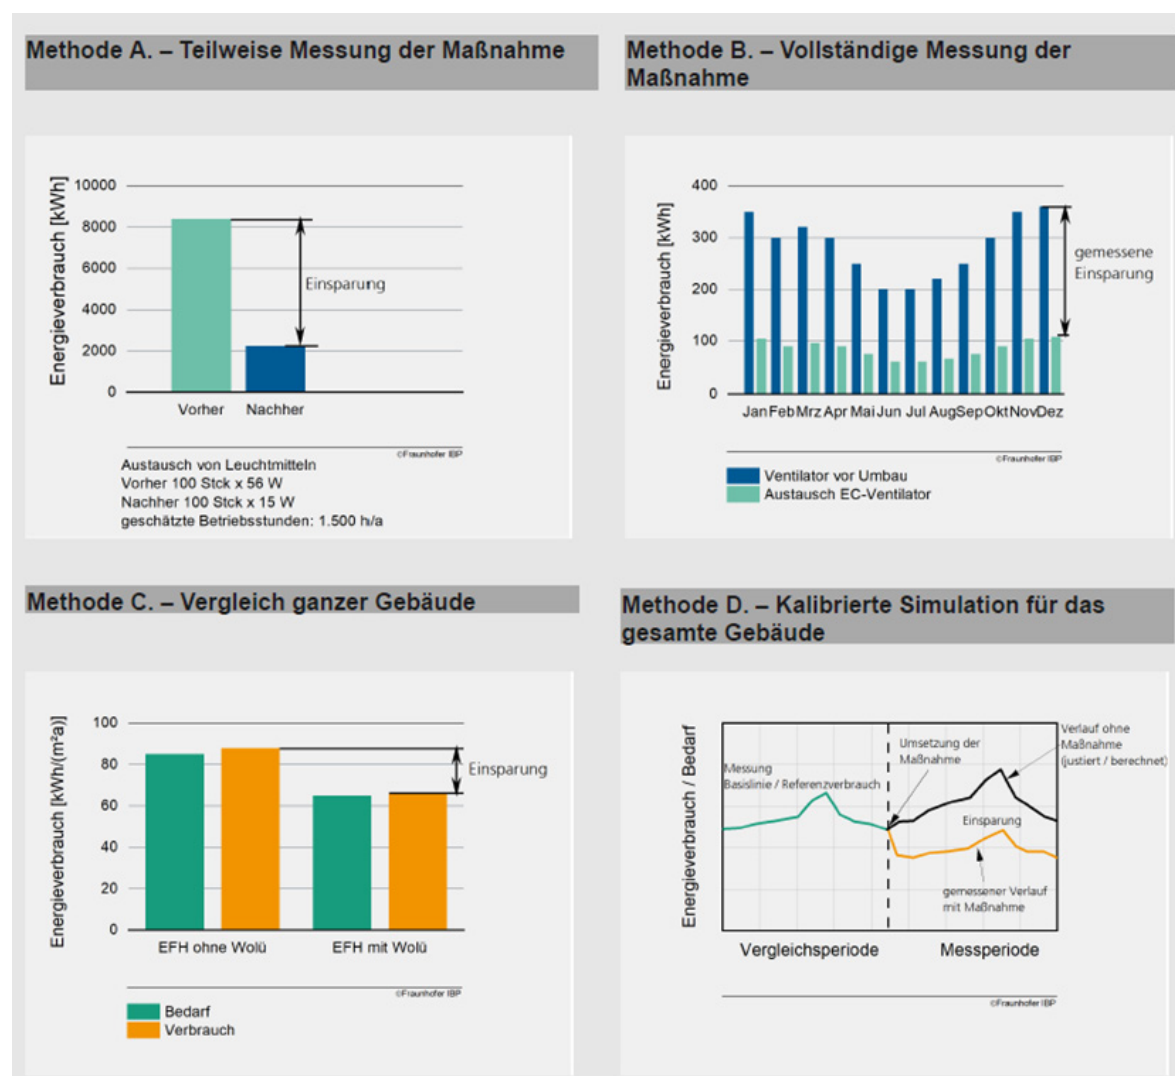 Methode A. – Teilweise Messung der Maßnahme
Energieverbrauch [kWh]
10000
8000
6000
4000
2000
0
Einsparung
Vorher Nachher
©Fraunhofer IBP
Austausch von Leuchtmitteln
Vorher 100 Stck x 56 W
Nachher 100 Stck x 15 W
geschätzte Betriebsstunden: 1.500 h/a
Methode B. – Vollständige Messung der
Maßnahme
Energieverbrauch [kWh]
400
300
200
100
0
gemessene
Einsparung
Jan Feb Mrz Apr Mai Jun Jul Aug Sep Okt Nov Dez
©Fraunhofer IBP
Ventilator vor Umbau
Austausch EC-Ventilator
Methode C. – Vergleich ganzer Gebäude
Energieverbrauch [kWh/(m²a)]
100
80
60
40
20
0
Einsparung
EFH ohne Wolü EFH mit Wolü
©Fraunhofer IBP
Bedarf
Verbrauch
Methode D. – Kalibrierte Simulation für das
gesamte Gebäude
Energieverbrauch / Bedarf
Messung
Basislinie / Referenzverbrauch
Umsetzung der
Maßnahme
Verlauf ohne
Maßnahme
(justiert / berechnet)
Einsparung
gemessener Verlauf
mit Maßnahme
Vergleichsperiode Messperiode
©Fraunhofer IBP